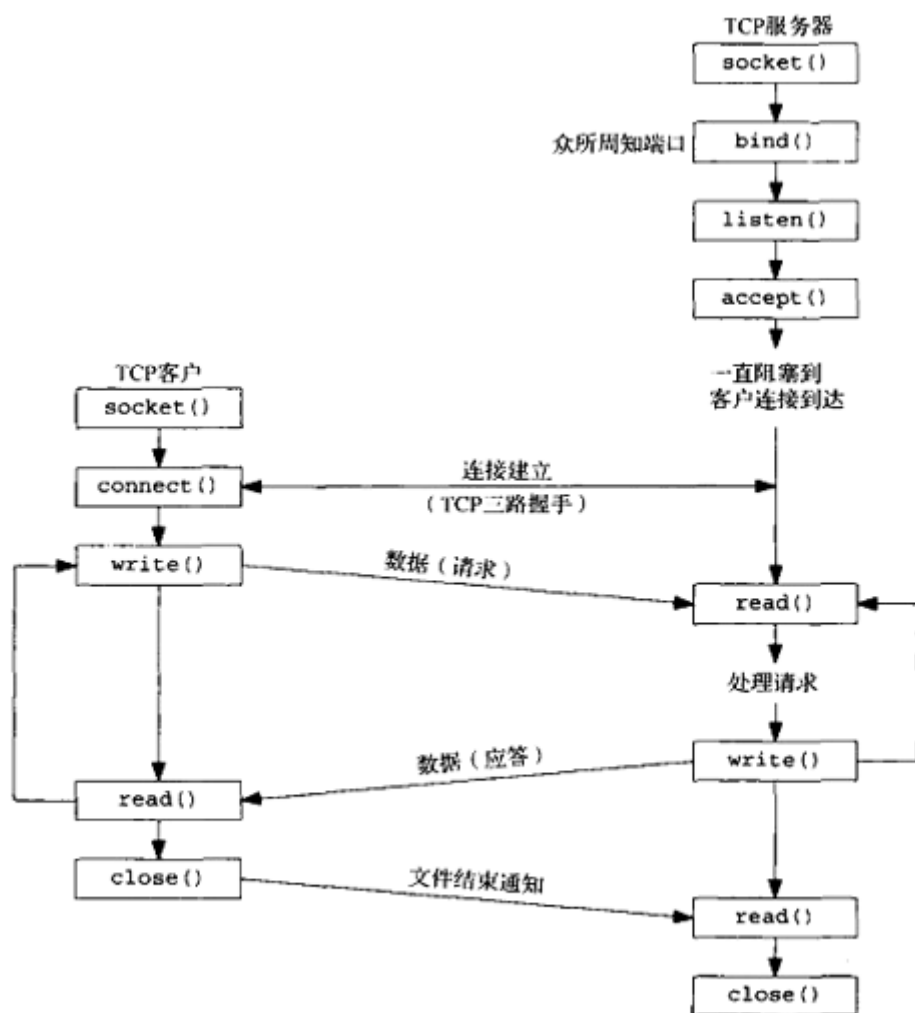 TCP服务器
socket()
众所周知端口
bind()
listen()
accept()
一直阻塞到
客户连接到达
TCP客户
socket()
connect()
连接建立
(TCP三路握手)
write()
数据(请求)
read()
处理请求
数据(应答)
write()
read()
close()
文件结束通知
read()
close()